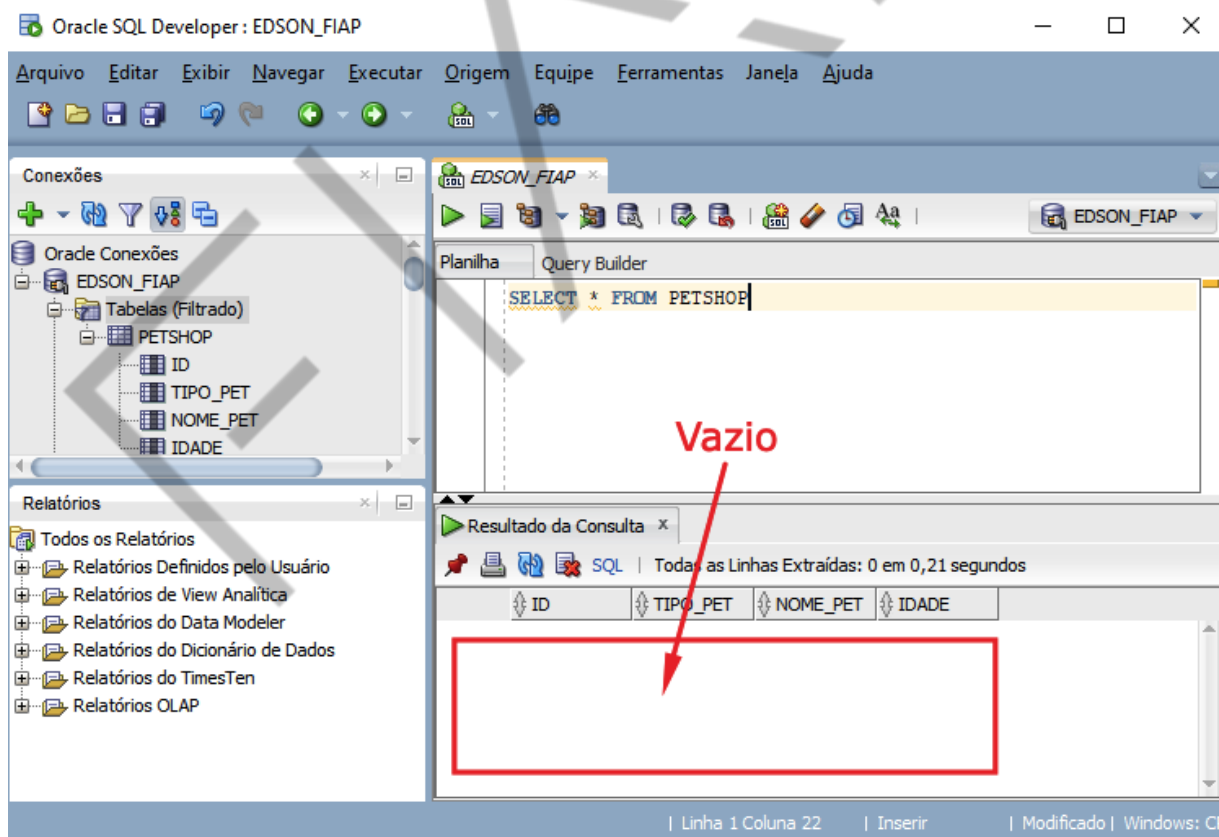 Oracle SQL Developer : EDSON_FIAP
Arquivo Editar Exibir Navegar Executar Origem Equipe Ferramentas Janela Ajuda
Conexões
Oracle Conexões
EDSON_FIAP
Tabelas (Filtrado)
PETSHOP
ID
TIPO_PET
NOME_PET
IDADE
Relatórios
Todos os Relatórios
Relatórios Definidos pelo Usuário
Relatórios de View Analítica
Relatórios do Data Modeler
Relatórios do Dicionário de Dados
Relatórios do TimesTen
Relatórios OLAP
EDSON_FIAP
EDSON_FIAP
Planilha Query Builder
SELECT * FROM PETSHOP
Vazio
Resultado da Consulta
SQL | Todas as Linhas Extraídas: 0 em 0,21 segundos
ID TIPO_PET NOME_PET IDADE
| Linha 1 Coluna 22 | Inserir | Modificado | Windows: